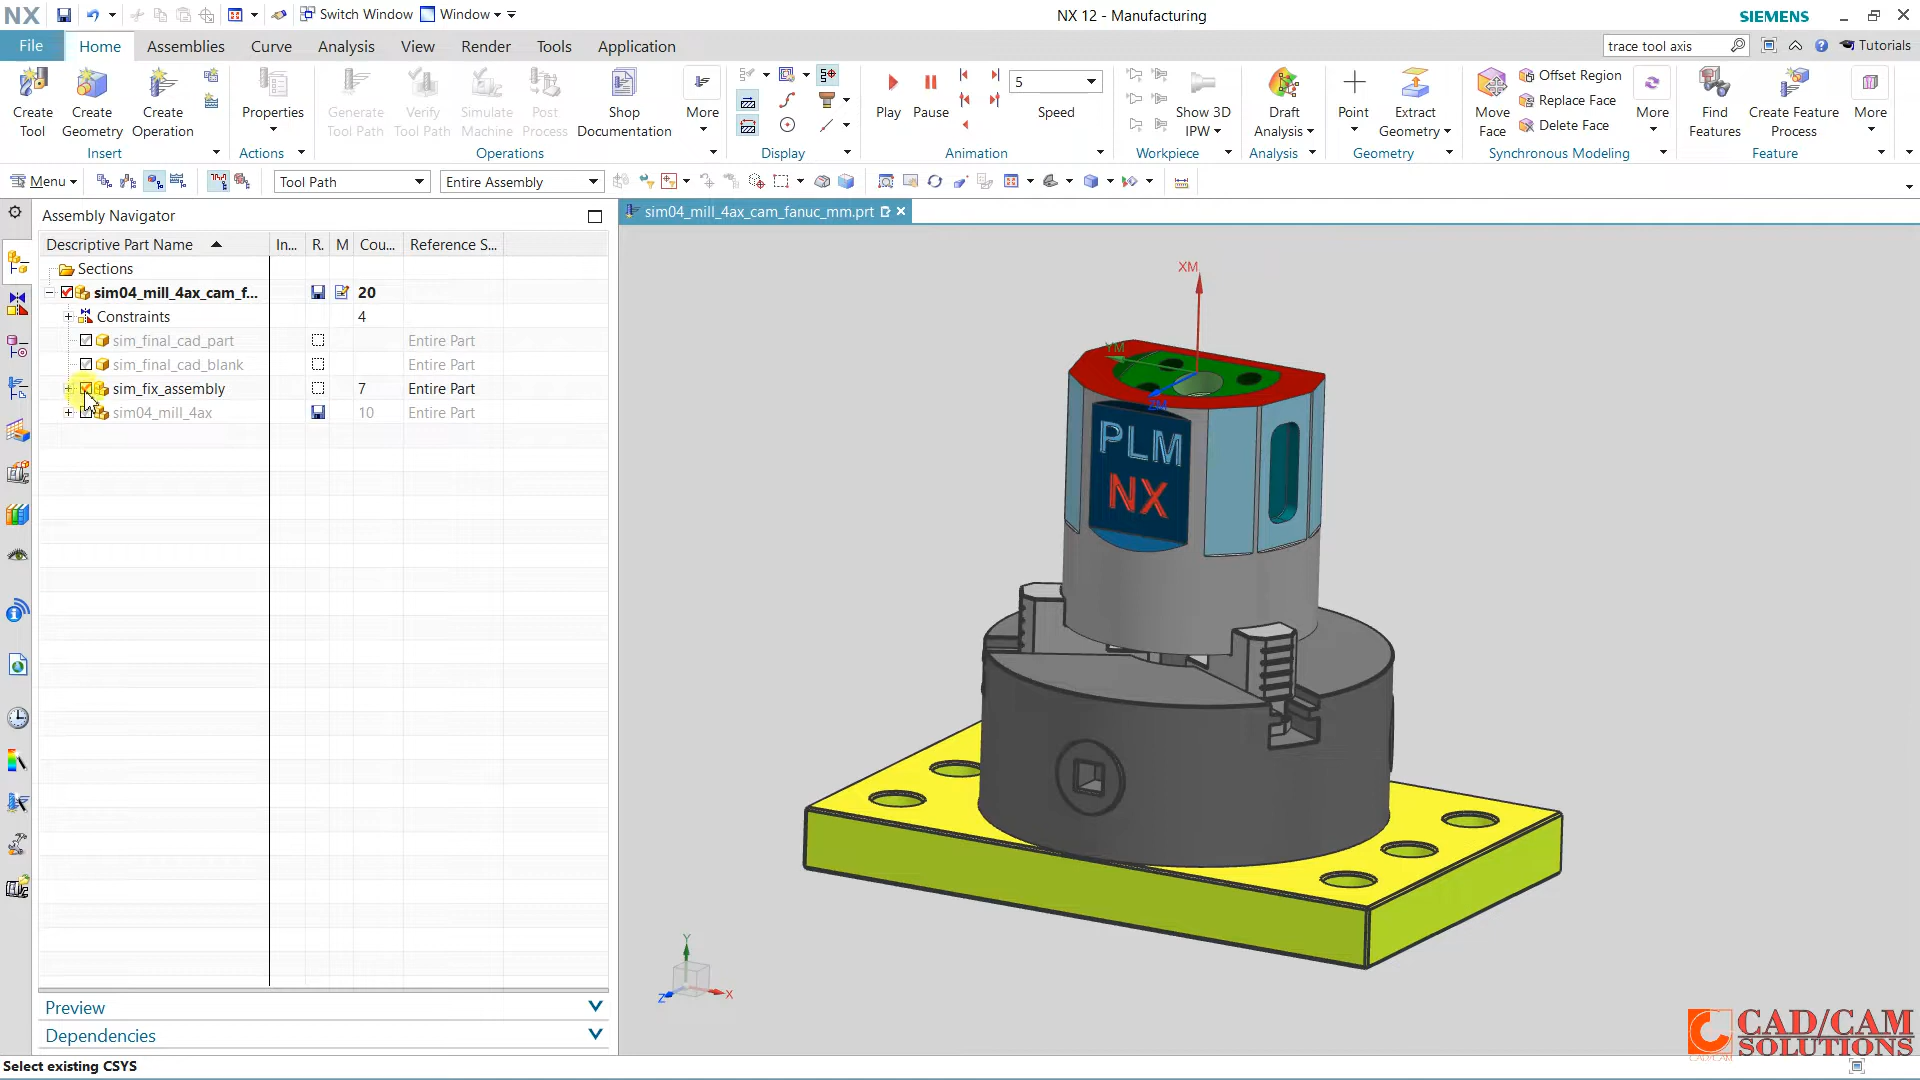 NX Switch Window Window NX 12 - Manufacturing SIEMENS
File Home Assemblies Curve Analysis View Render Tools Application trace tool axis Tutorials
Create Tool
Create Geometry
Create Operation
Insert
Properties
Actions
Generate Tool Path
Verify Tool Path
Simulate Machine
Post Process
Shop Documentation
More
Operations
Display
Play
Pause
5
Speed
Animation
Show 3D IPW
Workpiece
Draft Analysis
Analysis
Point
Extract Geometry
Geometry
Move Face
Offset Region
Replace Face
Delete Face
More
Synchronous Modeling
Find Features
Create Feature Process
More
Feature
Menu Tool Path Entire Assembly
Assembly Navigator
sim04_mill_4ax_cam_fanuc_mm.prt
Descriptive Part Name In... R. M Cou... Reference S...
Sections
sim04_mill_4ax_cam_f... 20
Constraints 4
sim_final_cad_part Entire Part
sim_final_cad_blank Entire Part
sim_fix_assembly 7 Entire Part
sim04_mill_4ax 10 Entire Part
XM
YM
ZM
PLM
NX
Y
Z
X
Preview
Dependencies
CAD/CAM
SOLUTIONS
CAD/CAM
Select existing CSYS